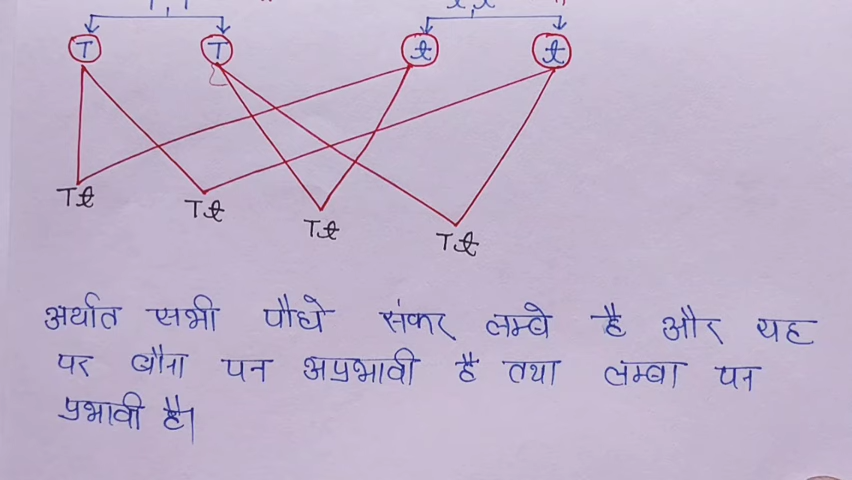 T T t t
Tt Tt Tt Tt
अर्थात सभी पौधे संकर लम्बे है और यह
पर बौना पन अप्रभावी है तथा लम्बा पन
प्रभावी है।